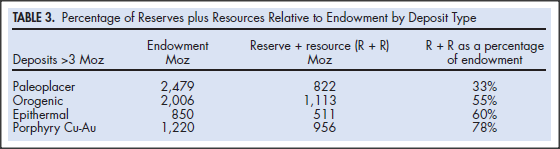 TABLE 3. Percentage of Reserves plus Resources Relative to Endowment by Deposit Type
Endowment Reserve + resource (R + R) R + R as a percentage
Deposits >3 Moz Moz Moz of endowment
Paleoplacer 2,479 822 33%
Orogenic 2,006 1,113 55%
Epithermal 850 511 60%
Porphyry Cu-Au 1,220 956 78%